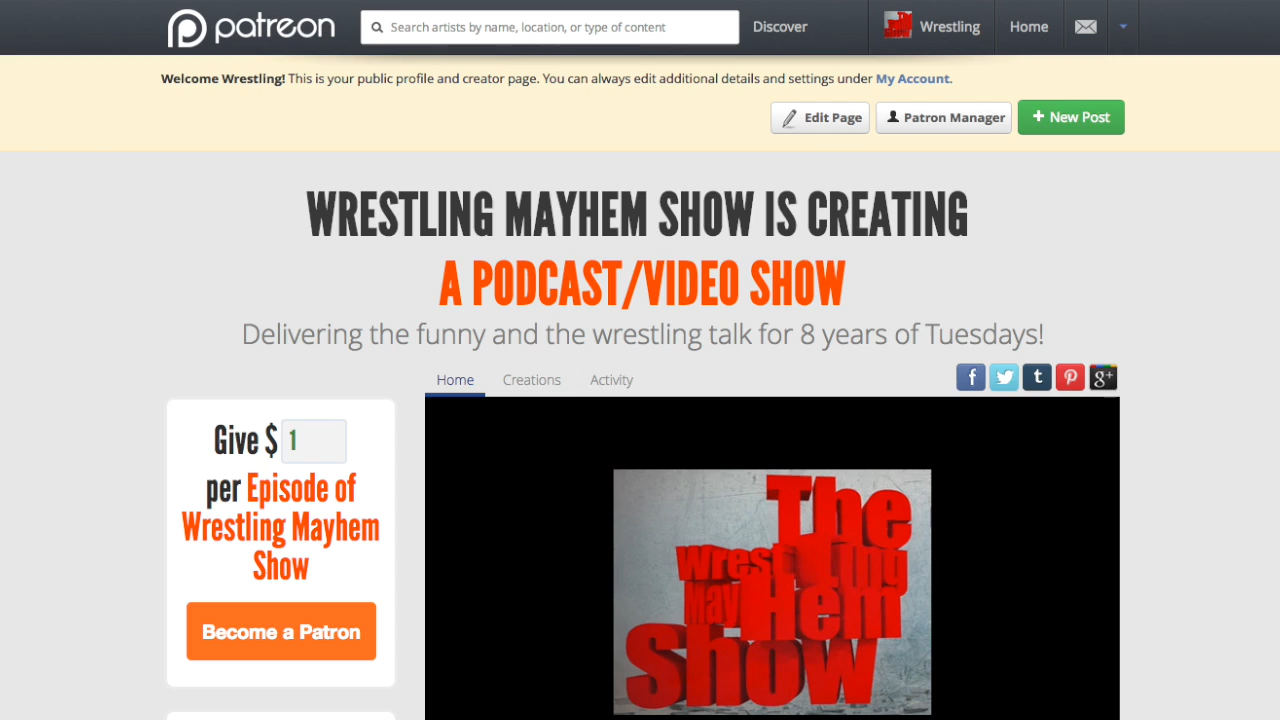 patreon
Search artists by name, location, or type of content
Discover
Wrestling
Home
Welcome Wrestling! This is your public profile and creator page. You can always edit additional details and settings under My Account.
Edit Page
Patron Manager
+ New Post
WRESTLING MAYHEM SHOW IS CREATING
A PODCAST/VIDEO SHOW
Delivering the funny and the wrestling talk for 8 years of Tuesdays!
Home
Creations
Activity
f
t
g+
Give $ 1
per Episode of
Wrestling Mayhem
Show
Become a Patron
The
Wrestling
MayHem
Show